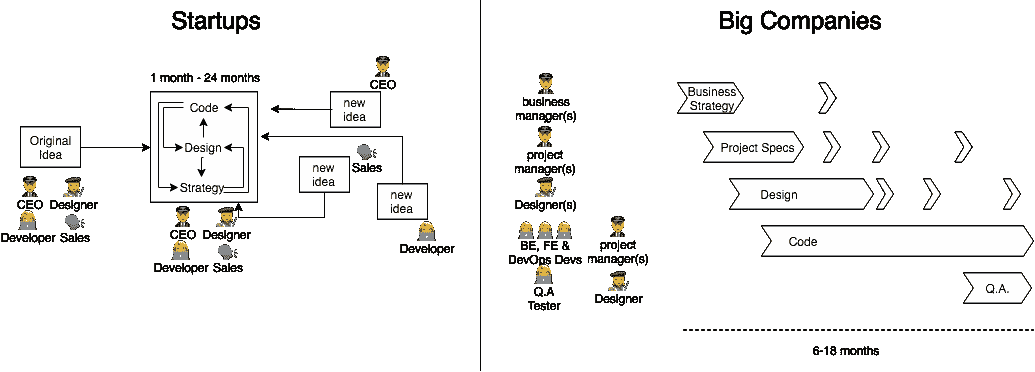 Startups
1 month - 24 months
CEO
new
idea
Original
Idea
Code
Design
Strategy
CEO Designer
Developer Sales
CEO Designer
Developer Sales
new
idea
Sales
new
idea
Developer
Big Companies
business
manager(s)
project
manager(s)
Designer(s)
BE, FE &
DevOps Devs
project
manager(s)
Q.A
Tester
Designer
Business
Strategy
Project Specs
Design
Code
Q.A.
6-18 months